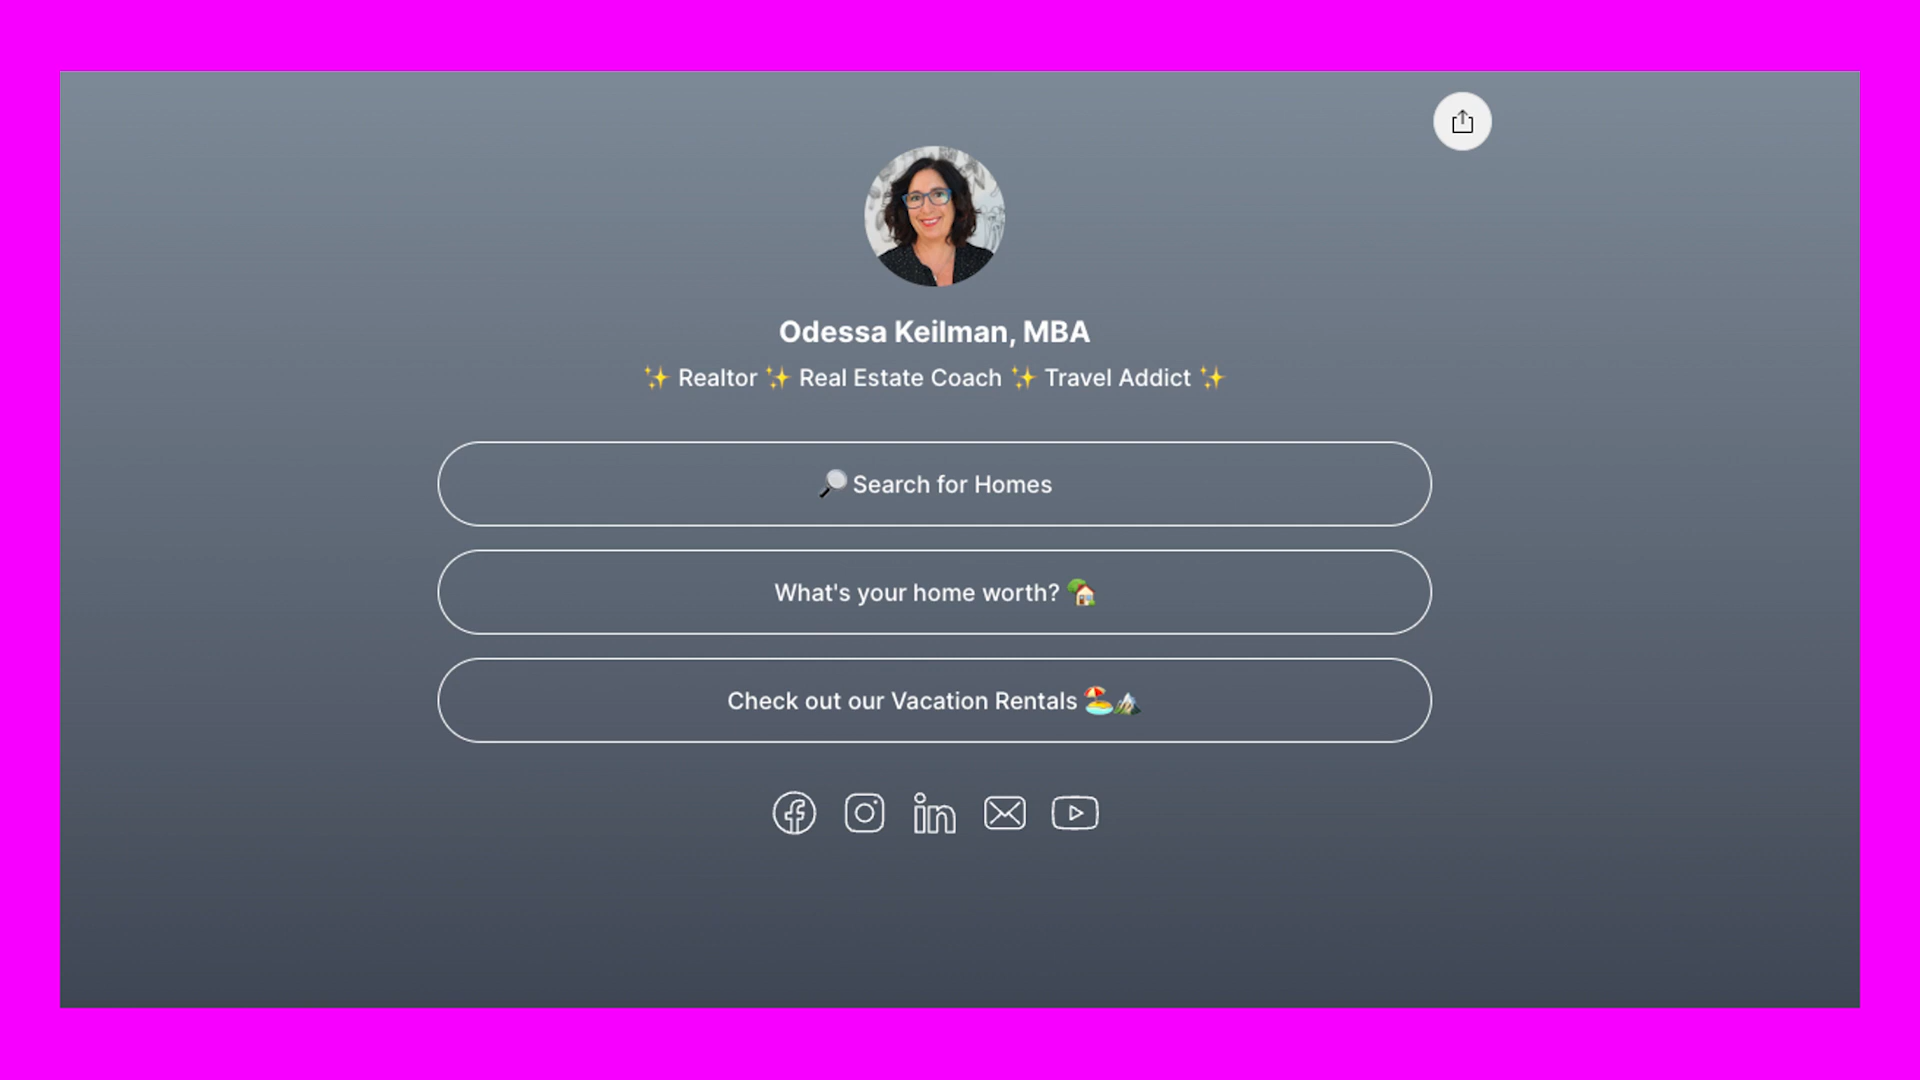 Odessa Keilman, MBA
✨ Realtor ✨ Real Estate Coach ✨ Travel Addict ✨
🔎 Search for Homes
What's your home worth? 🏡
Check out our Vacation Rentals 🏖️⛰️